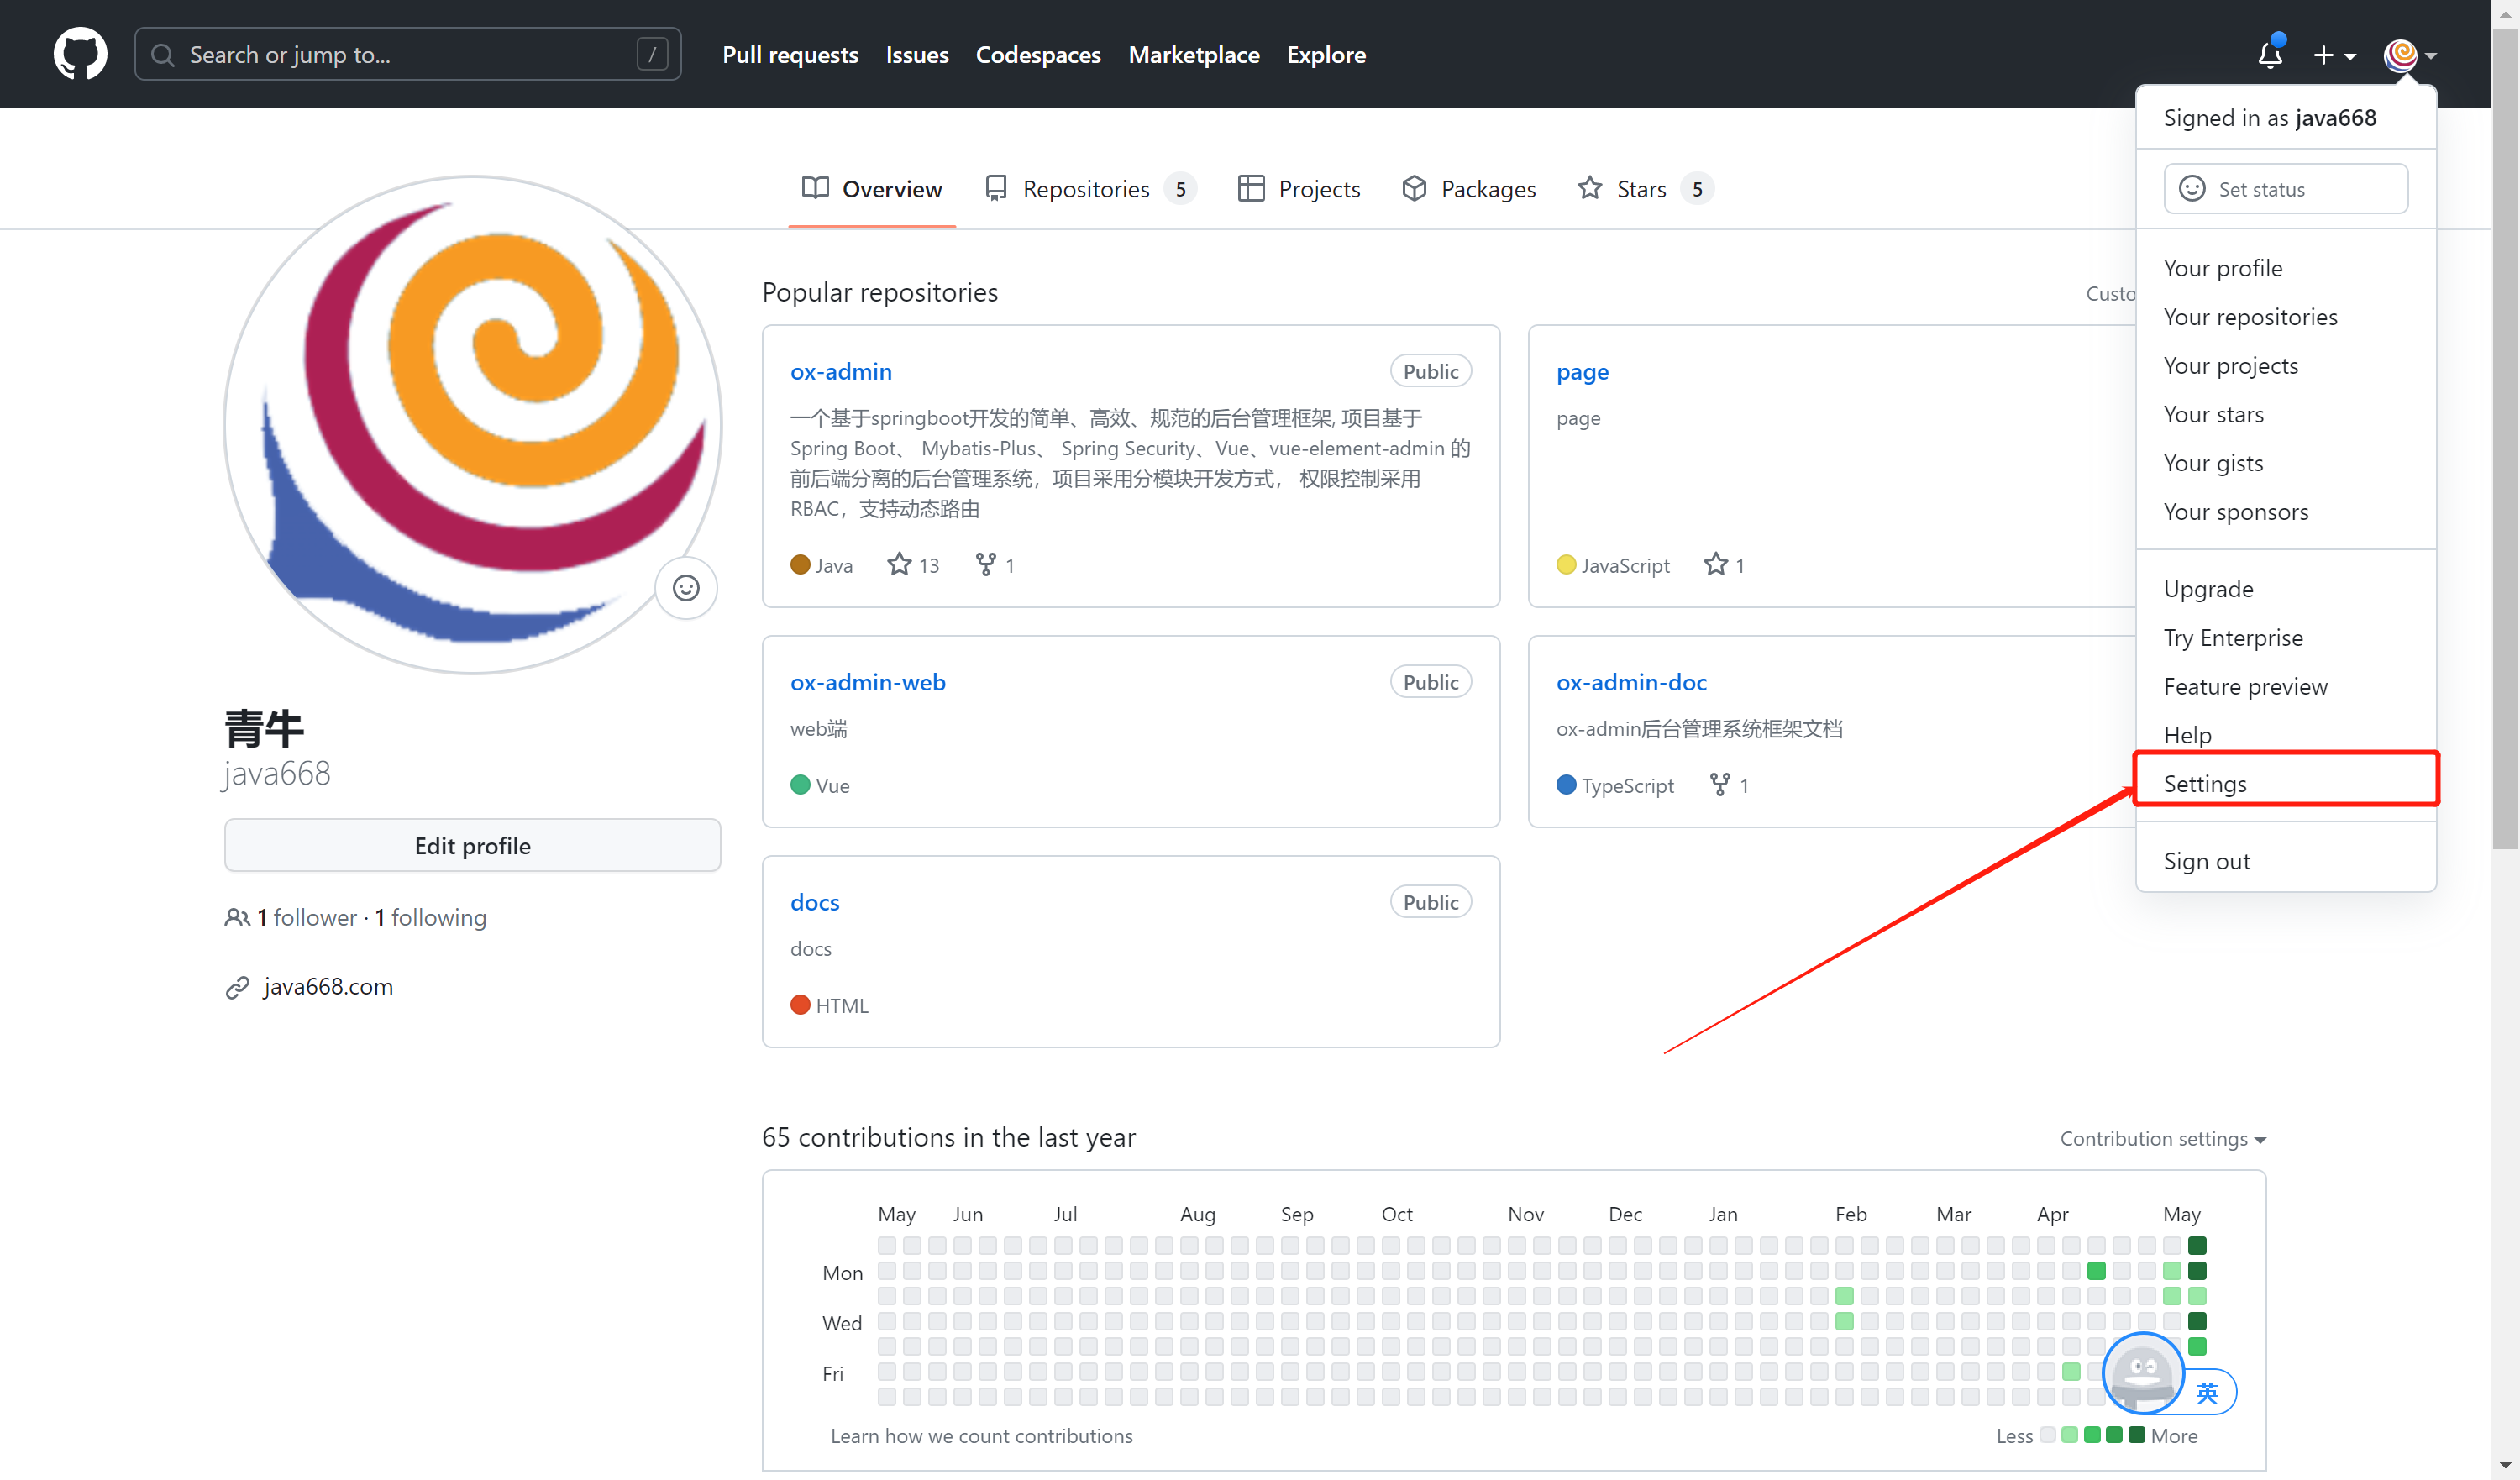 Search or jump to...
/
Pull requests
Issues
Codespaces
Marketplace
Explore
Signed in as java668
Set status
Your profile
Your repositories
Your projects
Your stars
Your gists
Your sponsors
Upgrade
Try Enterprise
Feature preview
Help
Settings
Sign out
Overview
Repositories 5
Projects
Packages
Stars 5
青牛
java668
Edit profile
1 follower · 1 following
java668.com
Popular repositories
Custo
ox-admin
Public
一个基于springboot开发的简单、高效、规范的后台管理框架, 项目基于
Spring Boot、 Mybatis-Plus、 Spring Security、Vue、vue-element-admin 的
前后端分离的后台管理系统，项目采用分模块开发方式， 权限控制采用
RBAC，支持动态路由
Java
13
1
page
page
JavaScript
1
ox-admin-web
Public
web端
Vue
ox-admin-doc
ox-admin后台管理系统框架文档
TypeScript
1
docs
Public
docs
HTML
65 contributions in the last year
Contribution settings
May Jun Jul Aug Sep Oct Nov Dec Jan Feb Mar Apr May
Mon
Wed
Fri
英
Learn how we count contributions
Less
More